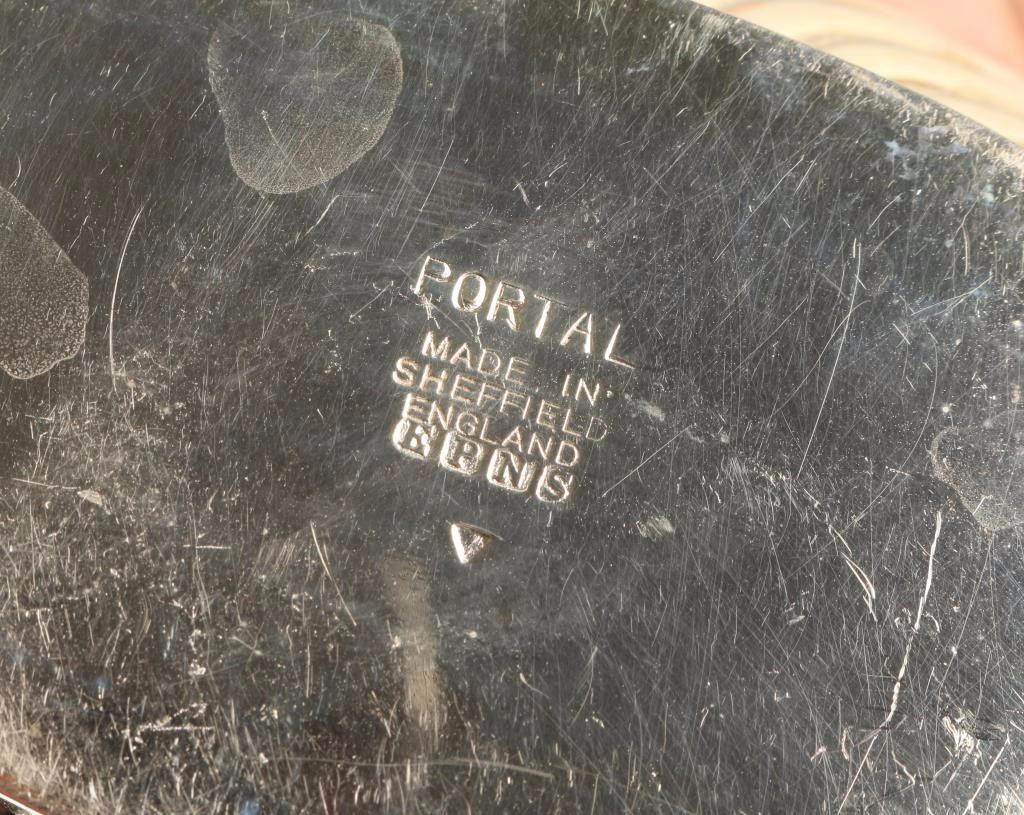 PORTAL
MADE IN
SHEFFIELD
ENGLAND
EPNS